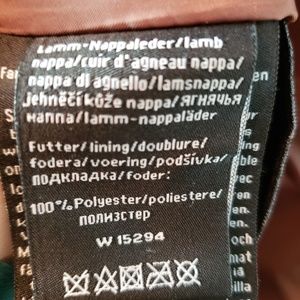 Lamm-Nappaleder/lamb
nappa/cuir d'agneau nappa/
nappa di agnello/lamsnappa/
jehněčí kůže nappa/ЯГНЯЧЬЯ
напна/lamm-nappaläder
Futter/lining/doublure/
fodera/voering/podšívka/
ПОДКЛАДКА/foder:
100% Polyester/poliestere/
ПОЛИЭСТЕР
W 15294